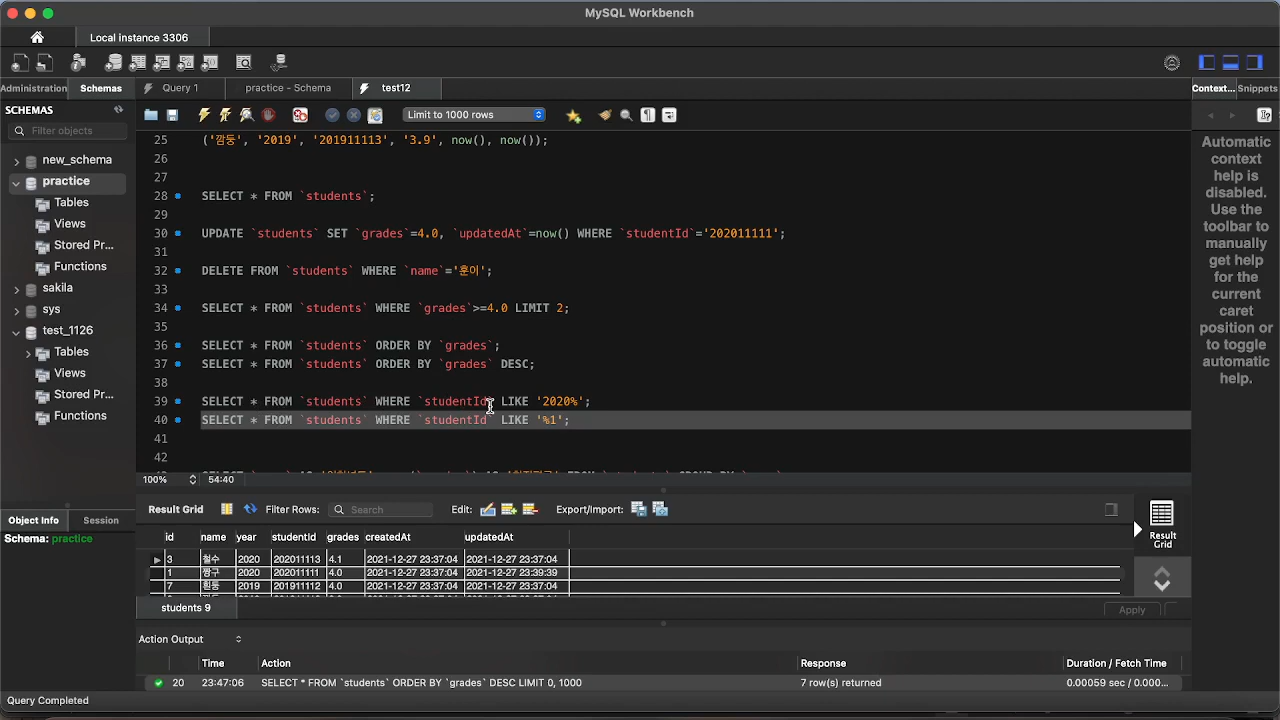 MySQL Workbench
Local instance 3306
Administration Schemas Query 1 practice - Schema test12 Context... Snippets
SCHEMAS
Filter objects
new_schema
practice
Tables
Views
Stored Pr...
Functions
sakila
sys
test_1126
Tables
Views
Stored Pr...
Functions
Object Info Session
Schema: practice
Limit to 1000 rows
25 ('깜둥', '2019', '201911113', '3.9', now(), now());
26
27
28 SELECT * FROM `students`;
29
30 UPDATE `students` SET `grades`=4.0, `updatedAt`=now() WHERE `studentId`='202011111';
31
32 DELETE FROM `students` WHERE `name`='훈이';
33
34 SELECT * FROM `students` WHERE `grades`>=4.0 LIMIT 2;
35
36 SELECT * FROM `students` ORDER BY `grades`;
37 SELECT * FROM `students` ORDER BY `grades` DESC;
38
39 SELECT * FROM `students` WHERE `studentId` LIKE '2020%';
40 SELECT * FROM `students` WHERE `studentId` LIKE '%1';
41
42
100% 54:40
Result Grid Filter Rows: Search Edit: Export/Import:
id name year studentId grades createdAt updatedAt
3 철수 2020 202011113 4.1 2021-12-27 23:37:04 2021-12-27 23:37:04
1 짱구 2020 202011111 4.0 2021-12-27 23:37:04 2021-12-27 23:39:39
7 흰둥 2019 201911112 4.0 2021-12-27 23:37:04 2021-12-27 23:37:04
Result
Grid
students 9 Apply
Action Output
Time Action Response Duration / Fetch Time
20 23:47:06 SELECT * FROM `students` ORDER BY `grades` DESC LIMIT 0, 1000 7 row(s) returned 0.00059 sec / 0.000...
Automatic
context
help is
disabled.
Use the
toolbar to
manually
get help
for the
current
caret
position or
to toggle
automatic
help.
Query Completed